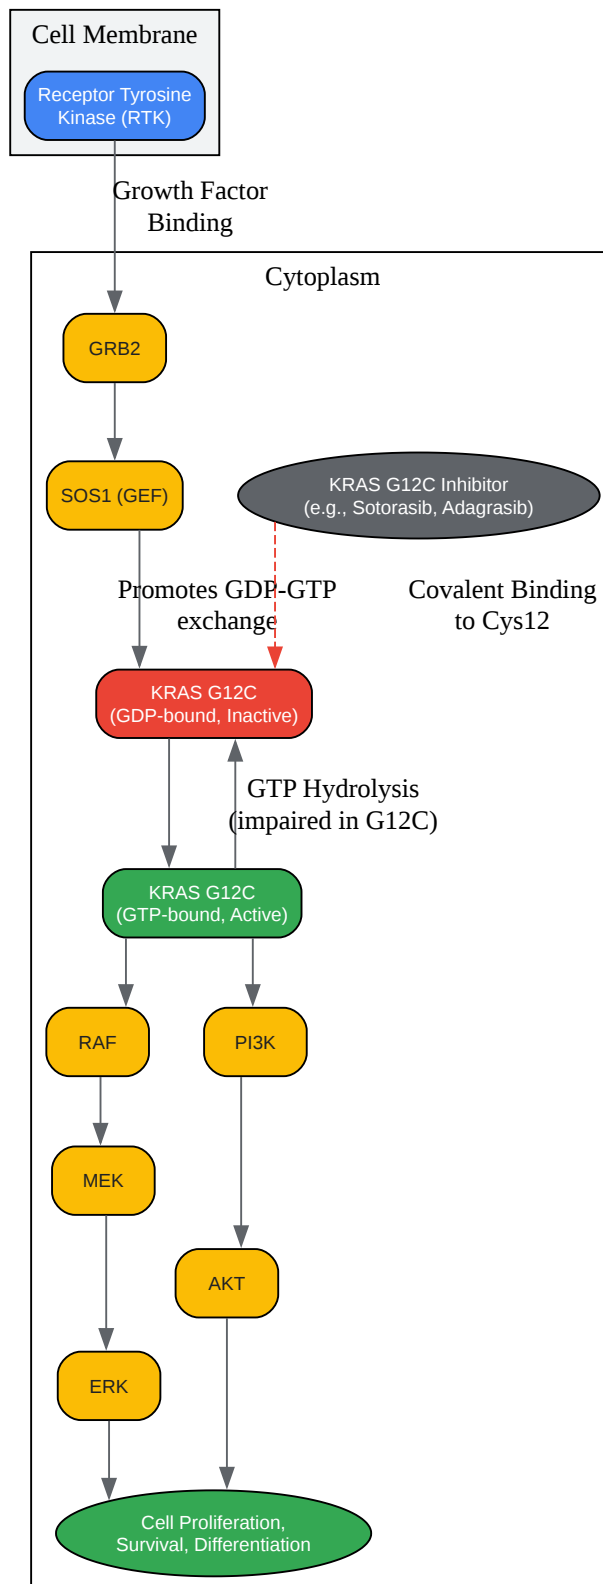 Cell Membrane
Receptor Tyrosine
Kinase (RTK)
Growth Factor
Binding
Cytoplasm
GRB2
SOS1 (GEF)
KRAS G12C Inhibitor
(e.g., Sotorasib, Adagrasib)
Promotes GDP-GTP
exchange
Covalent Binding
to Cys12
KRAS G12C
(GDP-bound, Inactive)
GTP Hydrolysis
(impaired in G12C)
KRAS G12C
(GTP-bound, Active)
RAF
PI3K
MEK
AKT
ERK
Cell Proliferation,
Survival, Differentiation